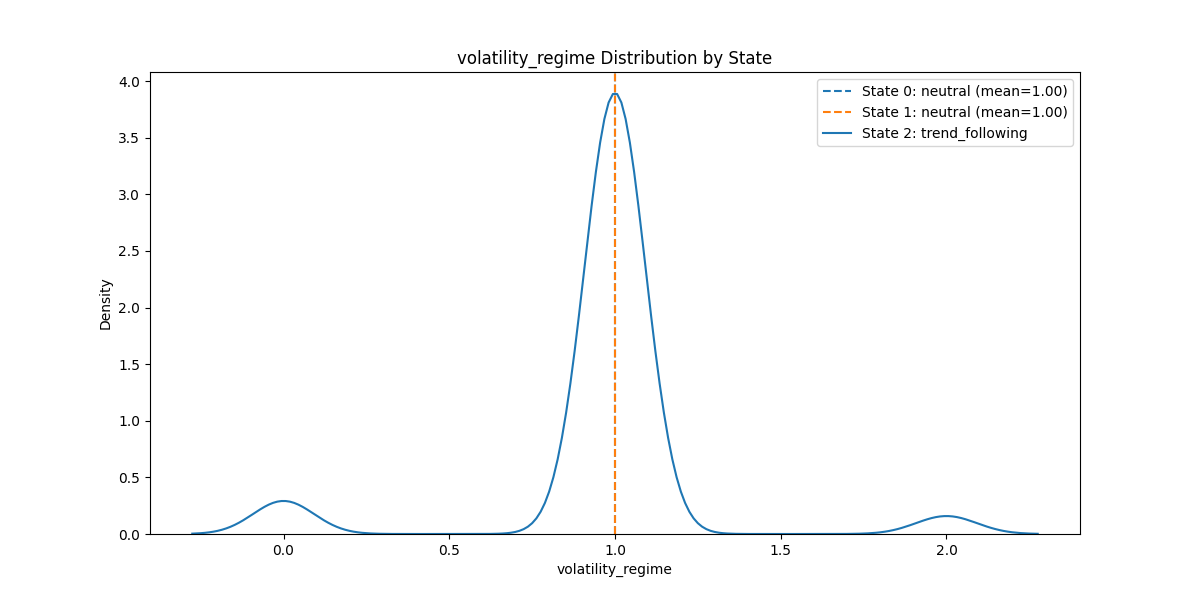 volatility_regime Distribution by State
State 0: neutral (mean=1.00)
State 1: neutral (mean=1.00)
State 2: trend_following
4.0
3.5
3.0
2.5
2.0
1.5
1.0
0.5
0.0
Density
0.0 0.5 1.0 1.5 2.0
volatility_regime